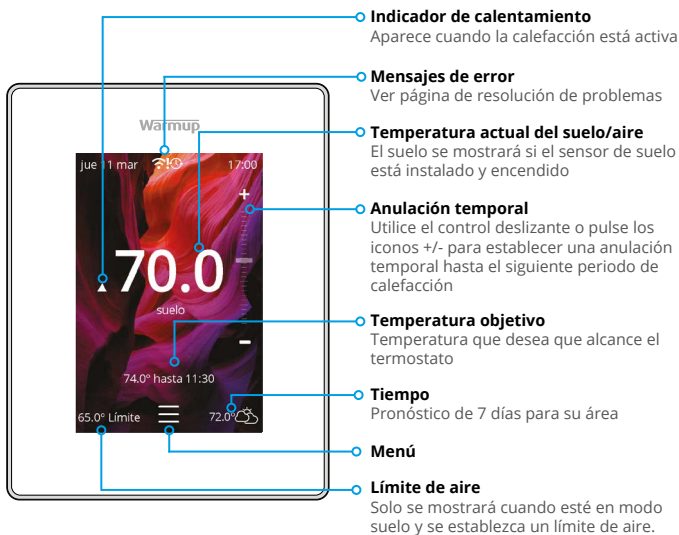 Indicador de calentamiento
Aparece cuando la calefacción está activa
Mensajes de error
Ver página de resolución de problemas
Temperatura actual del suelo/aire
El suelo se mostrará si el sensor de suelo
está instalado y encendido
Anulación temporal
Utilice el control deslizante o pulse los
iconos +/- para establecer una anulación
temporal hasta el siguiente periodo de
calefacción
Temperatura objetivo
Temperatura que desea que alcance el
termostato
Tiempo
Pronóstico de 7 días para su área
Menú
Límite de aire
Solo se mostrará cuando esté en modo
suelo y se establezca un límite de aire.
Warmup
jue 11 mar 17:00
+
70.0
suelo
-
74.0° hasta 11:30
65.0° Límite 72.0°